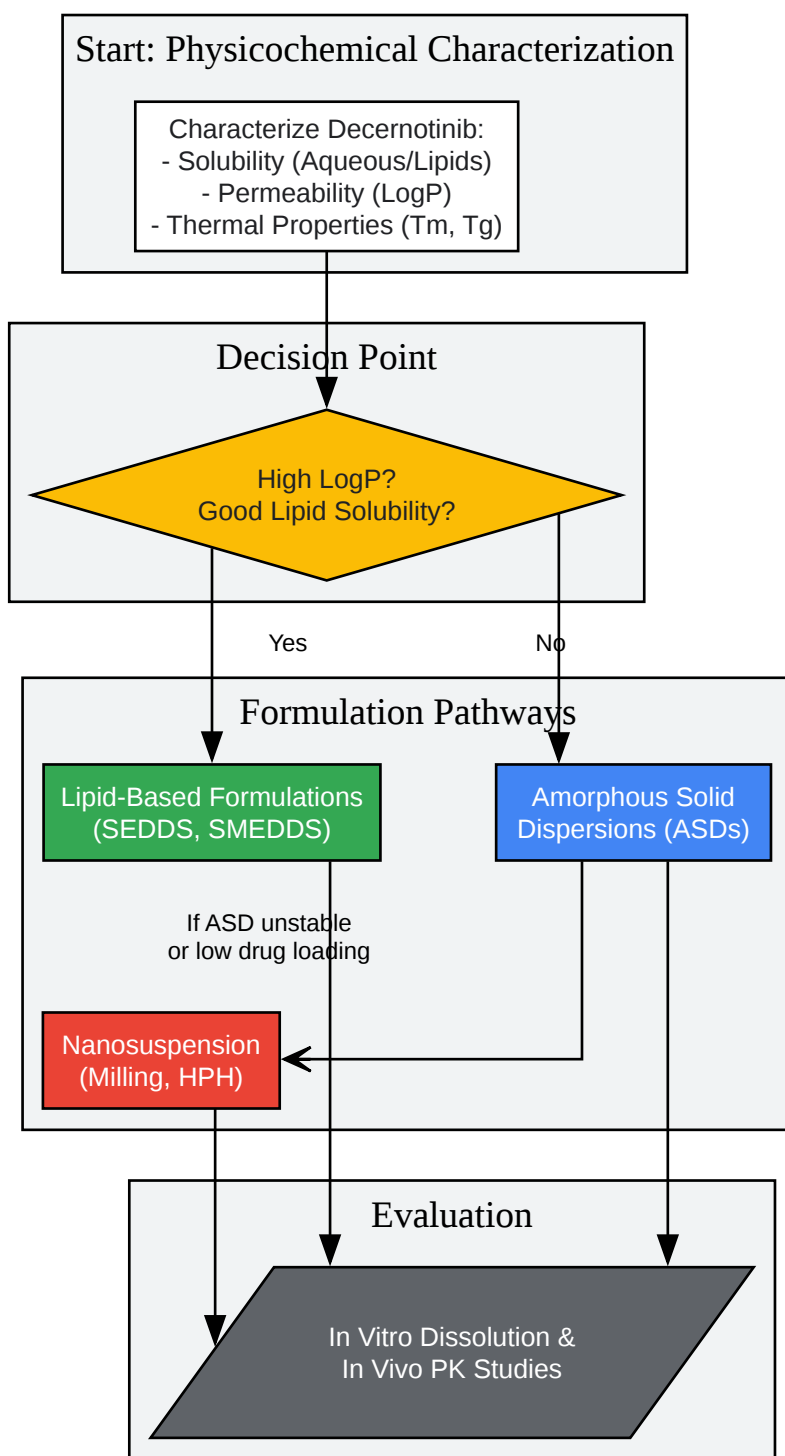 Start: Physicochemical Characterization
Characterize Decernotinib:
- Solubility (Aqueous/Lipids)
- Permeability (LogP)
- Thermal Properties (Tm, Tg)
Decision Point
High LogP?
Good Lipid Solubility?
Yes
No
Formulation Pathways
Lipid-Based Formulations
(SEDDS, SMEDDS)
Amorphous Solid
Dispersions (ASDs)
If ASD unstable
or low drug loading
Nanosuspension
(Milling, HPH)
Evaluation
In Vitro Dissolution &
In Vivo PK Studies